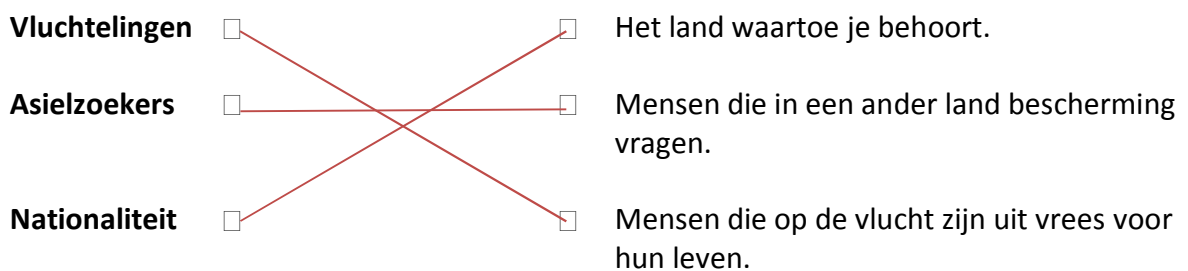 Vluchtelingen Het land waartoe je behoort.
Asielzoekers Mensen die in een ander land bescherming
vragen.
Nationaliteit Mensen die op de vlucht zijn uit vrees voor
hun leven.